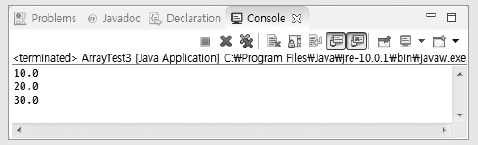 Problems @ Javadoc Declaration Console
<terminated> ArrayTest3 [Java Application] C:₩Program Files₩Java₩jre-10.0.1₩bin₩javaw.exe
10.0
20.0
30.0